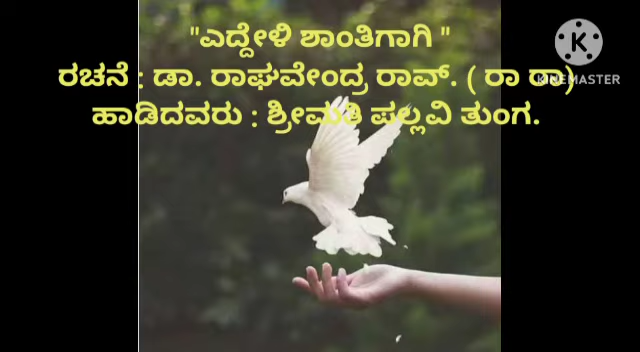 "ಎದ್ದೇಳಿ ಶಾಂತಿಗಾಗಿ "
ರಚನೆ : ಡಾ. ರಾಘವೇಂದ್ರ ರಾವ್. ( ರಾ ರಾ)
ಹಾಡಿದವರು : ಶ್ರೀಮತಿ ಪಲ್ಲವಿ ತುಂಗ.
KINEMASTER